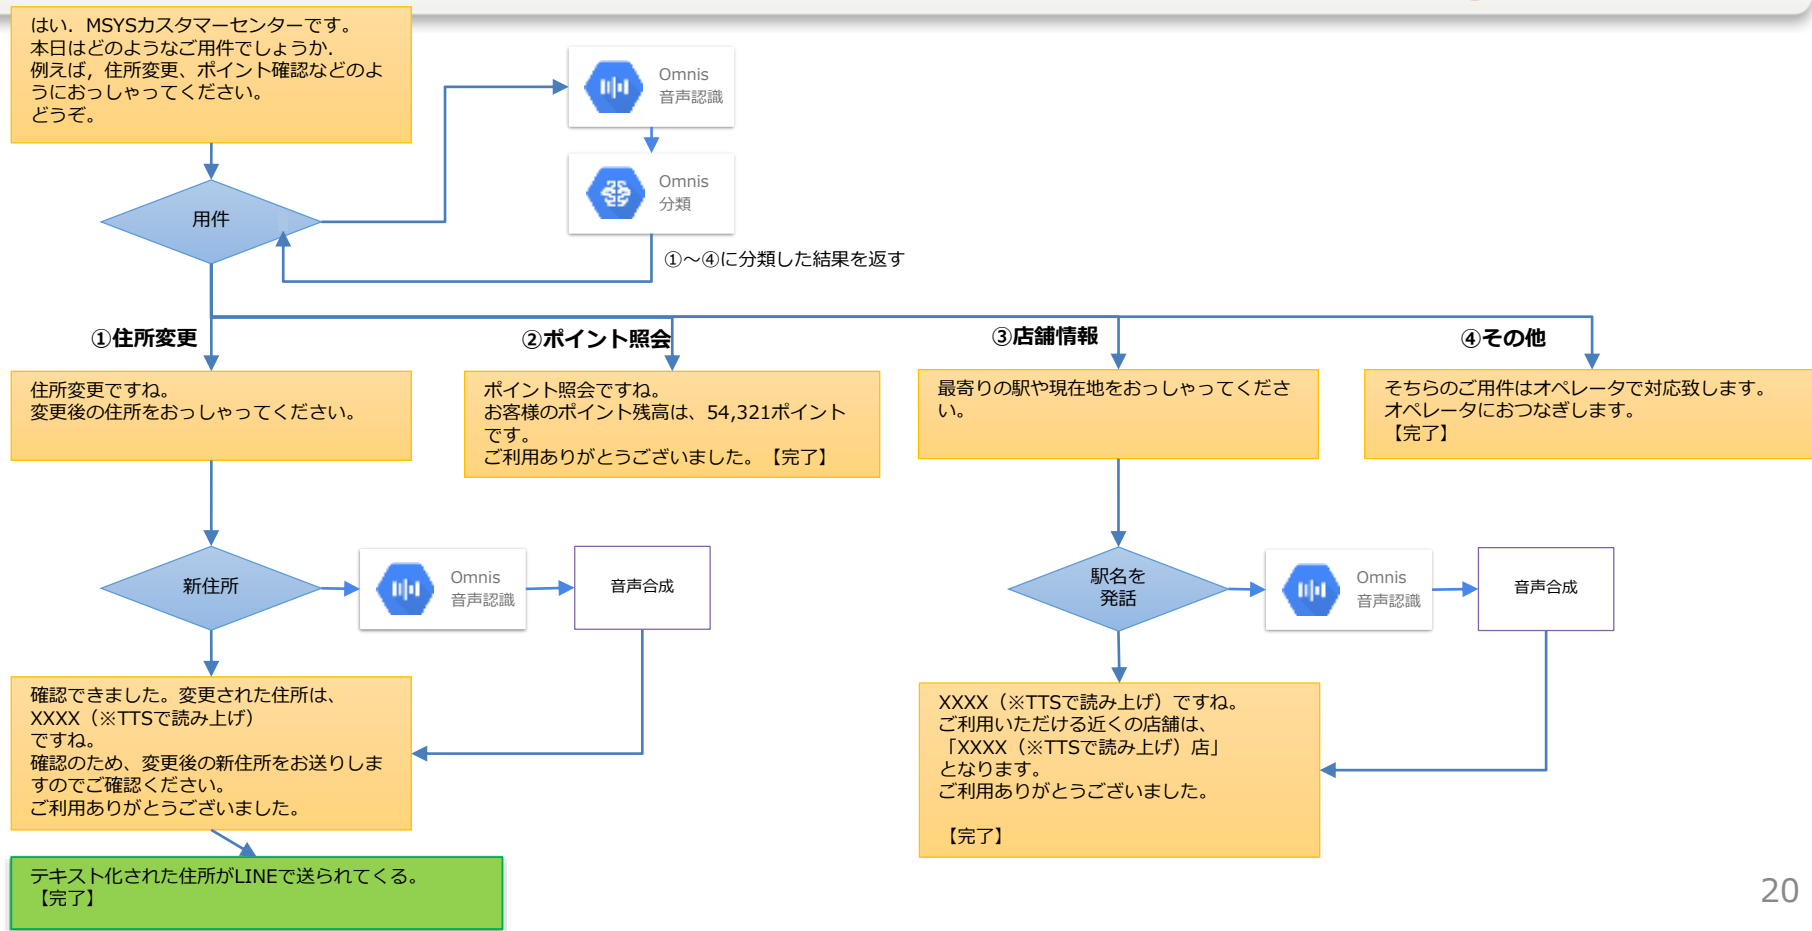 はい．MSYSカスタマーセンターです。
本日はどのようなご用件でしょうか．
例えば，住所変更、ポイント確認などのよ
うにおっしゃってください。
どうぞ。
Omnis
音声認識
Omnis
分類
用件
①～④に分類した結果を返す
①住所変更
②ポイント照会
③店舗情報
④その他
住所変更ですね。
変更後の住所をおっしゃってください。
ポイント照会ですね。
お客様のポイント残高は、54,321ポイント
です。
ご利用ありがとうございました。【完了】
最寄りの駅や現在地をおっしゃってくださ
い。
そちらのご用件はオペレータで対応致します。
オペレータにおつなぎします。
【完了】
新住所
Omnis
音声認識
音声合成
駅名を
発話
Omnis
音声認識
音声合成
確認できました。変更された住所は、
XXXX（※TTSで読み上げ）
ですね。
確認のため、変更後の新住所をお送りしま
すのでご確認ください。
ご利用ありがとうございました。
XXXX（※TTSで読み上げ）ですね。
ご利用いただける近くの店舗は、
「XXXX（※TTSで読み上げ）店」
となります。
ご利用ありがとうございました。
【完了】
テキスト化された住所がLINEで送られてくる。
【完了】
20